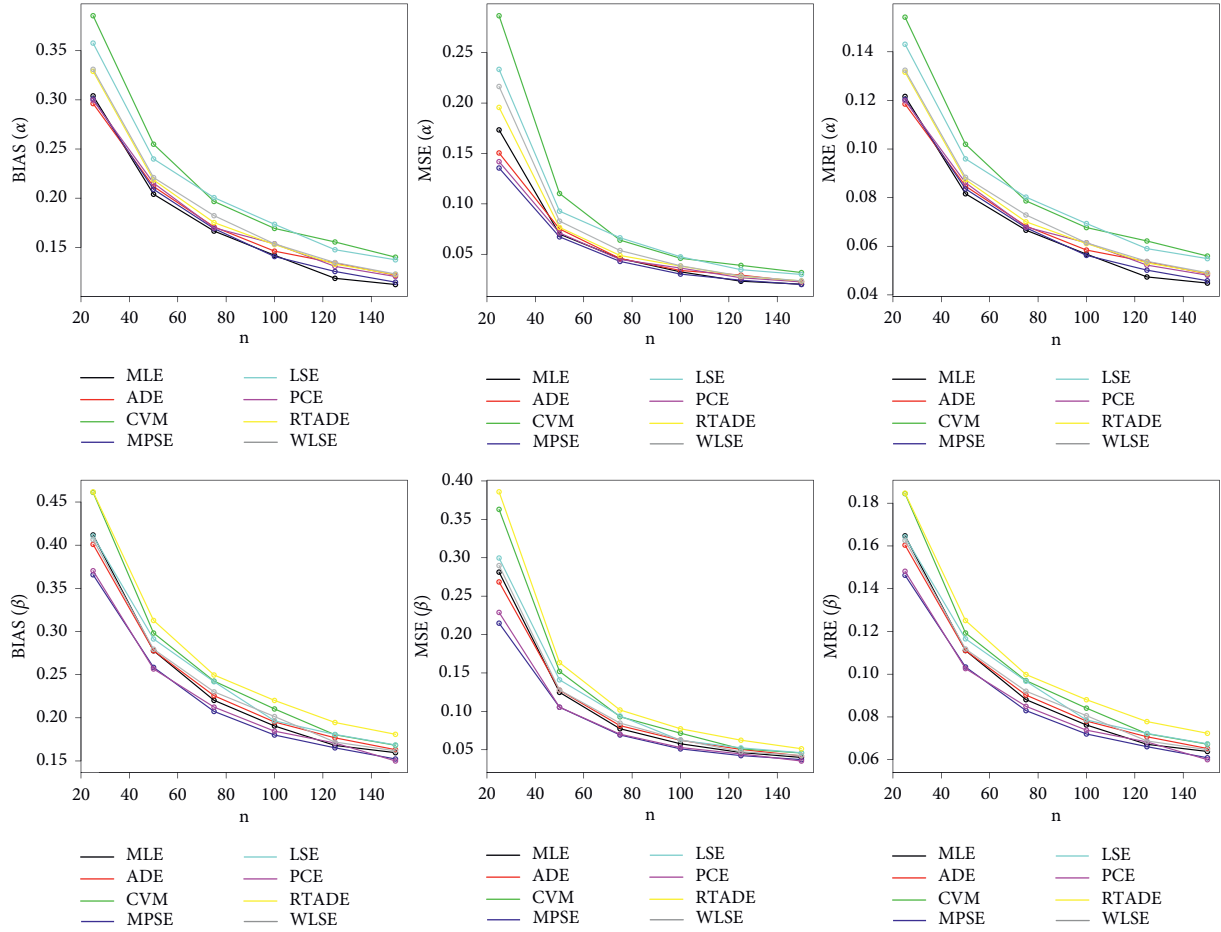 BIAS (α)
0.35
0.30
0.25
0.20
0.15
20 40 60 80 100 120 140
n
MLE LSE
ADE PCE
CVM RTADE
MPSE WLSE
MSE (α)
0.25
0.20
0.15
0.10
0.05
20 40 60 80 100 120 140
n
MLE LSE
ADE PCE
CVM RTADE
MPSE WLSE
MRE (α)
0.14
0.12
0.10
0.08
0.06
0.04
20 40 60 80 100 120 140
n
MLE LSE
ADE PCE
CVM RTADE
MPSE WLSE
BIAS (β)
0.45
0.40
0.35
0.30
0.25
0.20
0.15
20 40 60 80 100 120 140
n
MLE LSE
ADE PCE
CVM RTADE
MPSE WLSE
MSE (β)
0.40
0.35
0.30
0.25
0.20
0.15
0.10
0.05
20 40 60 80 100 120 140
n
MLE LSE
ADE PCE
CVM RTADE
MPSE WLSE
MRE (β)
0.18
0.16
0.14
0.12
0.10
0.08
0.06
20 40 60 80 100 120 140
n
MLE LSE
ADE PCE
CVM RTADE
MPSE WLSE